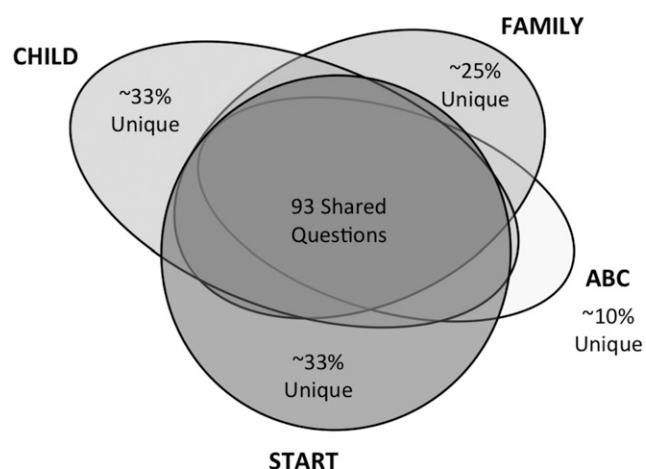 FAMILY
CHILD
~25%
Unique
~33%
Unique
93 Shared
Questions
ABC
~10%
Unique
~33%
Unique
START